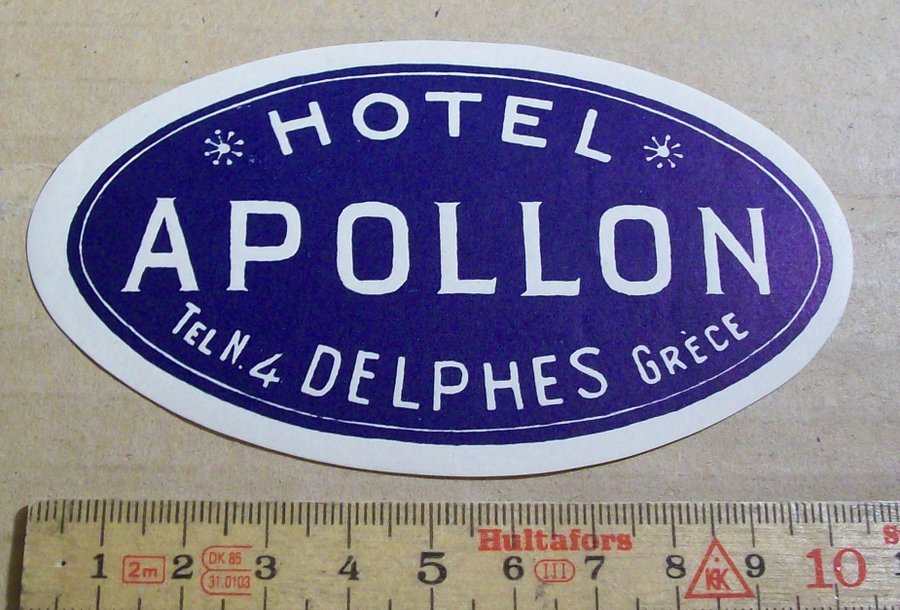 HOTEL
APOLLON
TEL N. 4 DELPHES GRÈCE
Hultafors
1 2m 2 DK 85 31.0103 3 4 5 6 III 7 8 KK 9 10